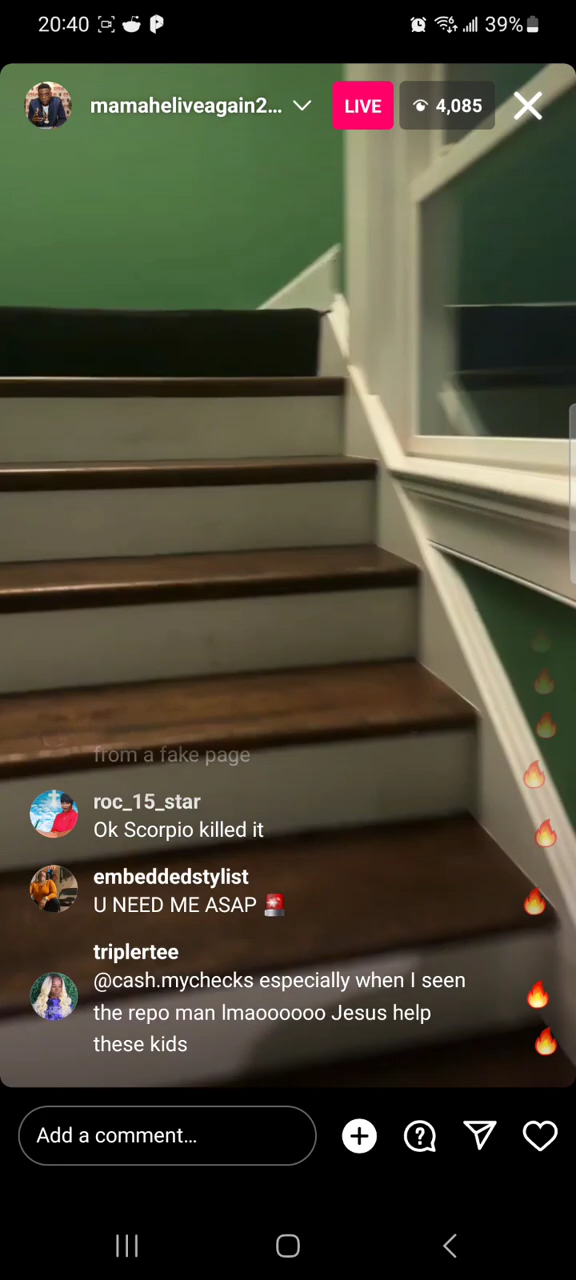 20:40
39%
mamaheliveagain2...
LIVE
4,085
from a fake page
roc_15_star
Ok Scorpio killed it
embeddedstylist
U NEED ME ASAP 🚨
triplertee
@cash.mychecks especially when I seen
the repo man lmaoooooo Jesus help
these kids
Add a comment...